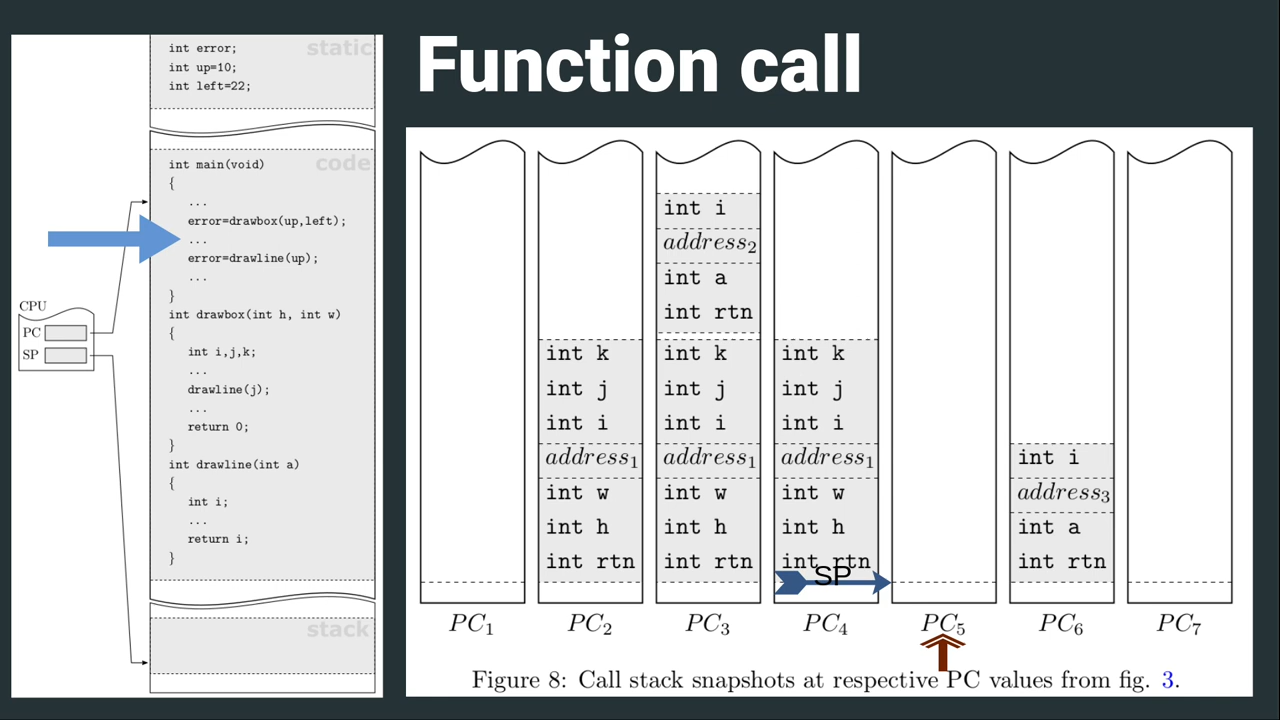 Function call
static
int error;
int up=10;
int left=22;
code
int main(void)
{
...
error=drawbox(up,left);
...
error=drawline(up);
...
}
int drawbox(int h, int w)
{
int i,j,k;
...
drawline(j);
...
return 0;
}
int drawline(int a)
{
int i;
...
return i;
}
stack
CPU
PC
SP
int k
int j
int i
address1
int w
int h
int rtn
int i
address2
int a
int rtn
int k
int j
int i
address1
int w
int h
int rtn
int k
int j
int i
address1
int w
int h
int rtn
SP
int i
address3
int a
int rtn
PC1 PC2 PC3 PC4 PC5 PC6 PC7
Figure 8: Call stack snapshots at respective PC values from fig. 3.